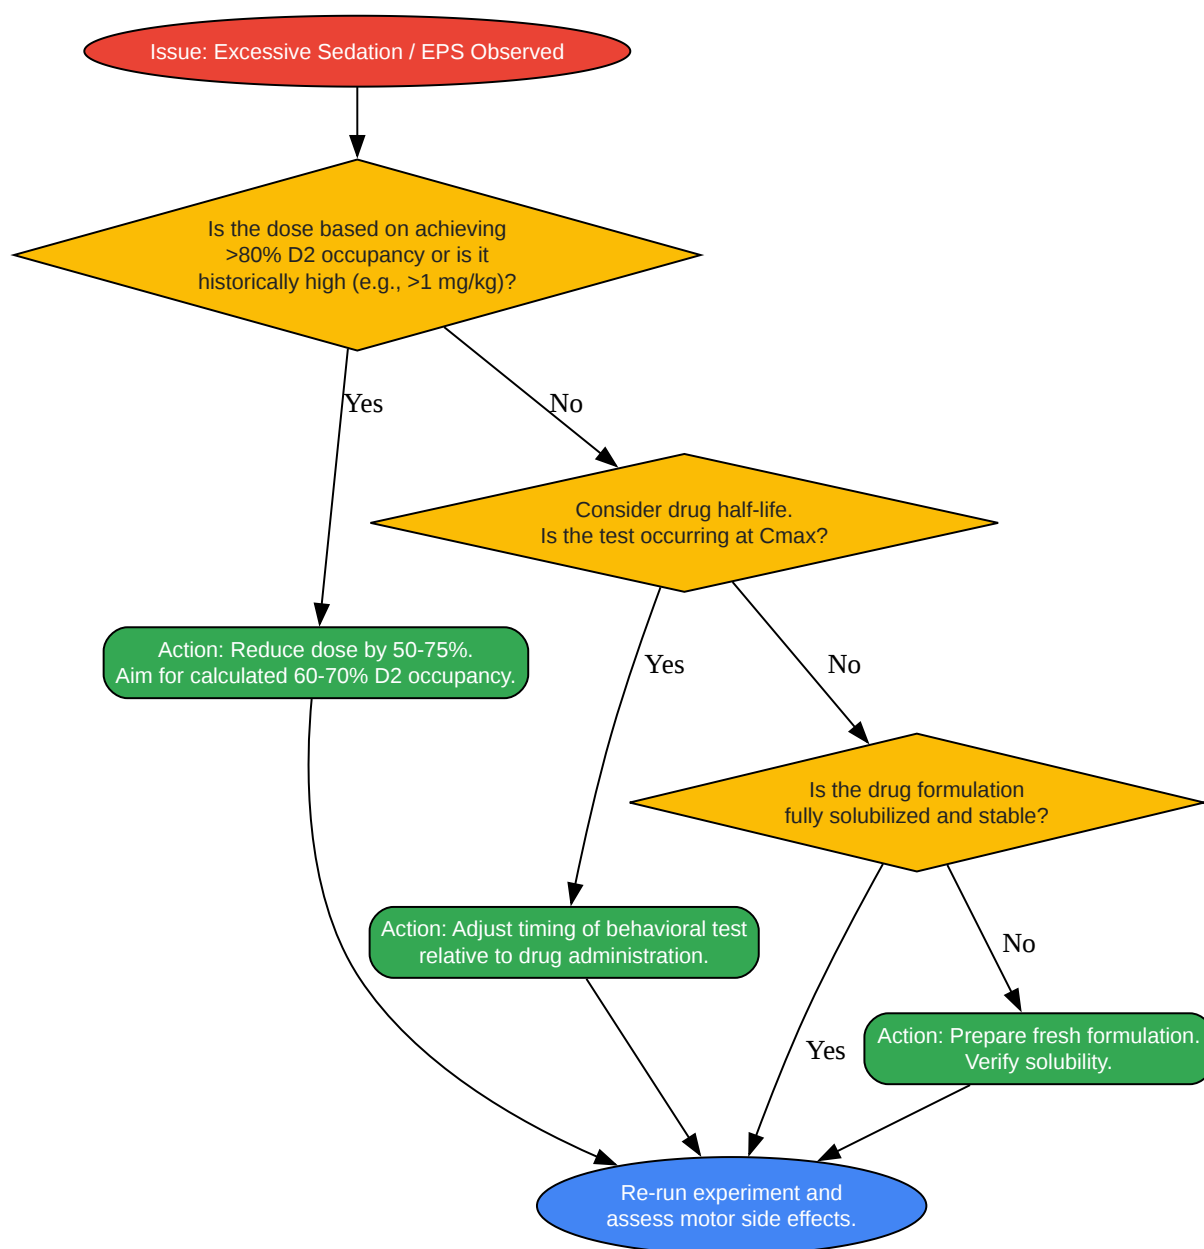 Issue: Excessive Sedation / EPS Observed
Is the dose based on achieving
>80% D2 occupancy or is it
historically high (e.g., >1 mg/kg)?
Yes
No
Consider drug half-life.
Is the test occurring at Cmax?
Action: Reduce dose by 50-75%.
Aim for calculated 60-70% D2 occupancy.
Yes
No
Is the drug formulation
fully solubilized and stable?
Action: Adjust timing of behavioral test
relative to drug administration.
Yes
No
Action: Prepare fresh formulation.
Verify solubility.
Re-run experiment and
assess motor side effects.